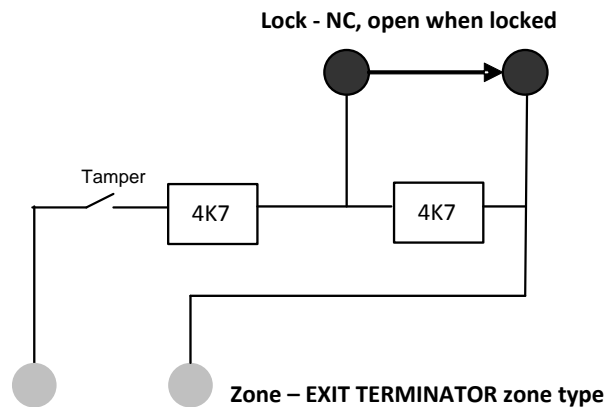 Lock - NC, open when locked
Tamper
4K7
4K7
Zone – EXIT TERMINATOR zone type